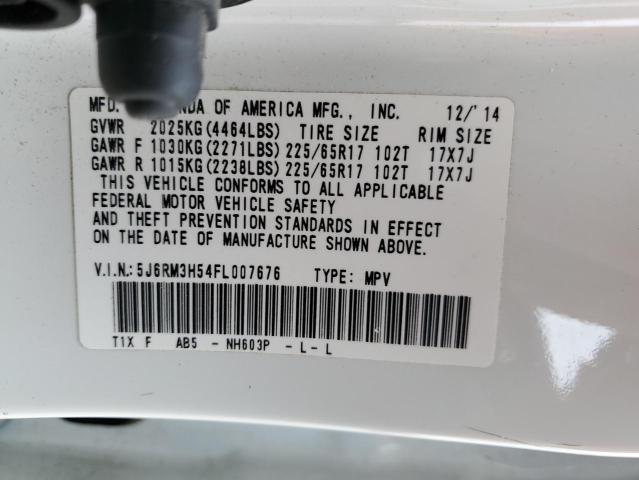 MFD. NDA OF AMERICA MFG., INC. 12/'14
GVWR 2025KG(4464LBS) TIRE SIZE RIM SIZE
GAWR F 1030KG(2271LBS) 225/65R17 102T 17X7J
GAWR R 1015KG(2238LBS) 225/65R17 102T 17X7J
THIS VEHICLE CONFORMS TO ALL APPLICABLE
FEDERAL MOTOR VEHICLE SAFETY
AND THEFT PREVENTION STANDARDS IN EFFECT
ON THE DATE OF MANUFACTURE SHOWN ABOVE.
V.I.N.:5J6RM3H54FL007676 TYPE: MPV
T1X F AB5 - NH603P - L - L